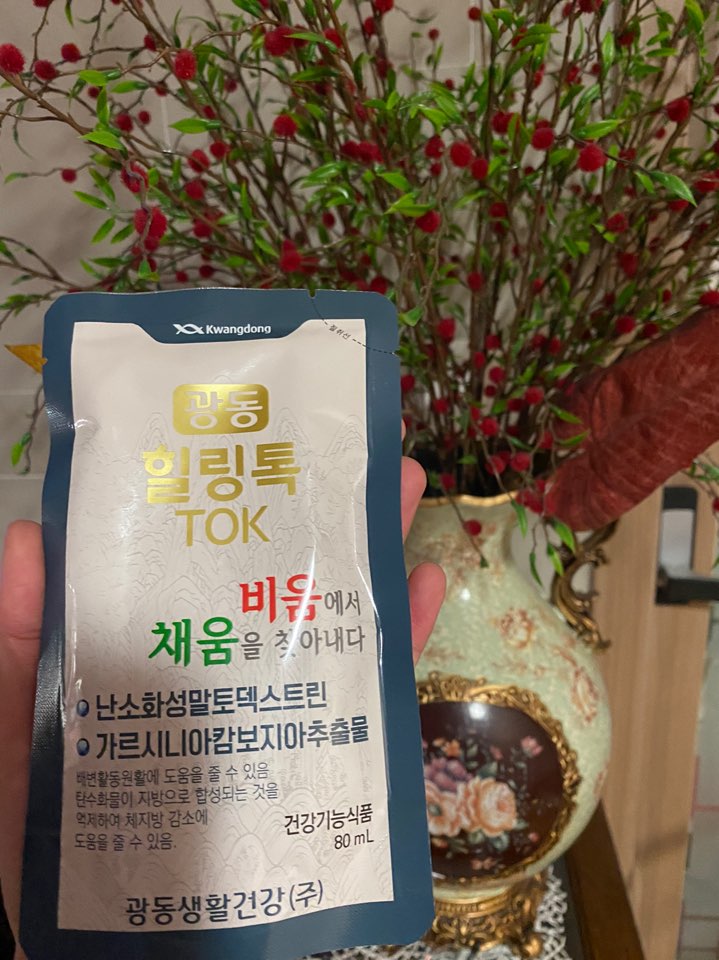 Kwangdong
절취선
광동
힐링톡
TOK
비움에서
채움을 찾아내다
난소화성말토덱스트린
가르시니아캄보지아추출물
배변활동원활에 도움을 줄 수 있음
탄수화물이 지방으로 합성되는 것을
억제하여 체지방 감소에
도움을 줄 수 있음.
건강기능식품
80 mL
광동생활건강(주)